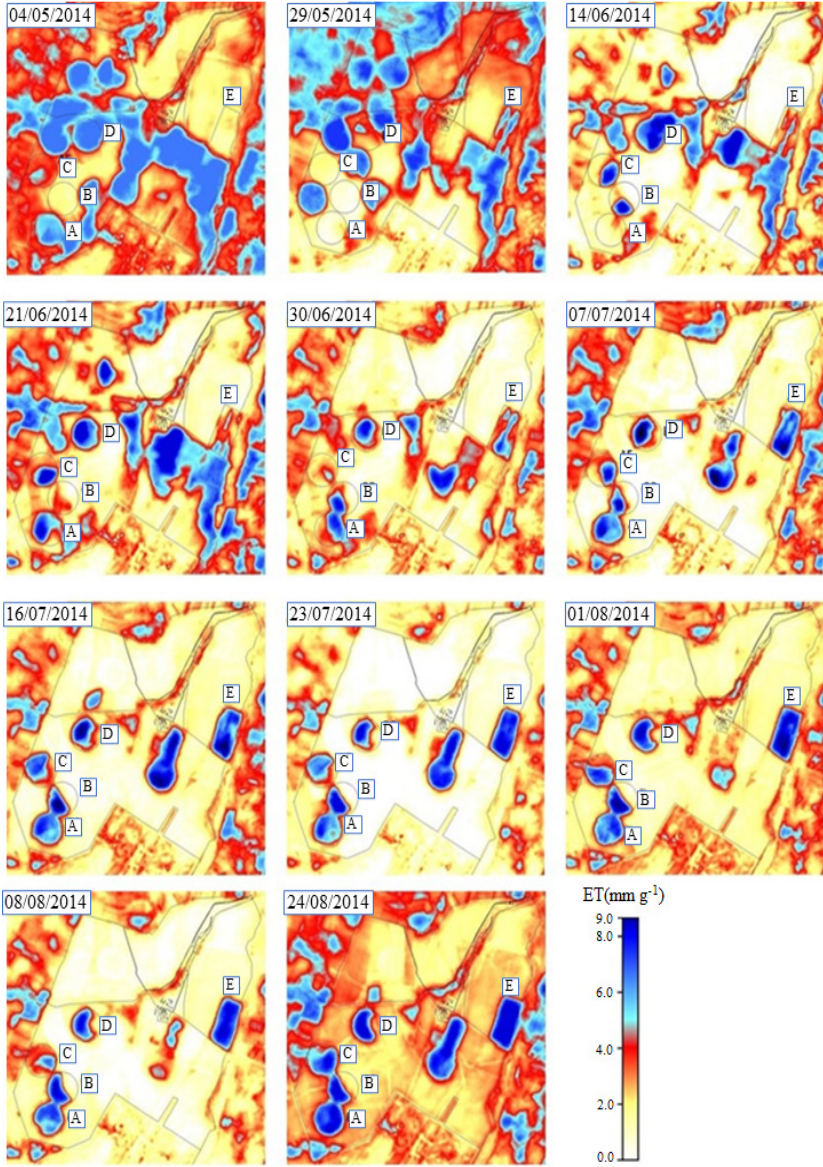 04/05/2014
29/05/2014
14/06/2014
E
E
E
D
D
D
C
C
C
B
B
B
A
A
A
21/06/2014
30/06/2014
07/07/2014
E
E
E
D
D
D
C
C
C
B
B
B
A
A
A
16/07/2014
23/07/2014
01/08/2014
E
E
E
D
D
D
C
C
C
B
B
B
A
A
A
08/08/2014
24/08/2014
ET(mm g-1)
9.0
8.0
6.0
4.0
2.0
0.0
E
E
D
D
C
C
B
B
A
A